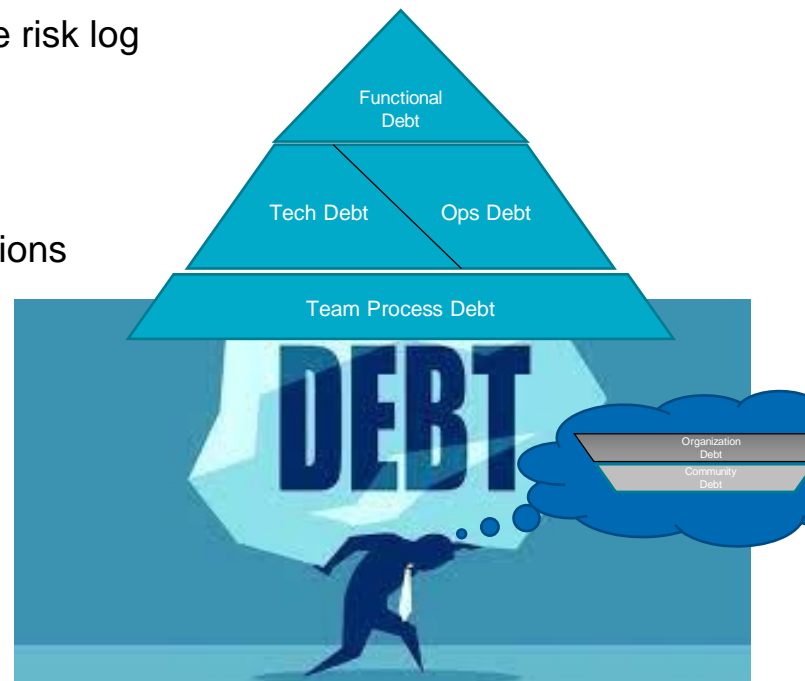 e risk log
Functional
Debt
Tech Debt
Ops Debt
ions
Team Process Debt
DEBT
Organization
Debt
Community
Debt